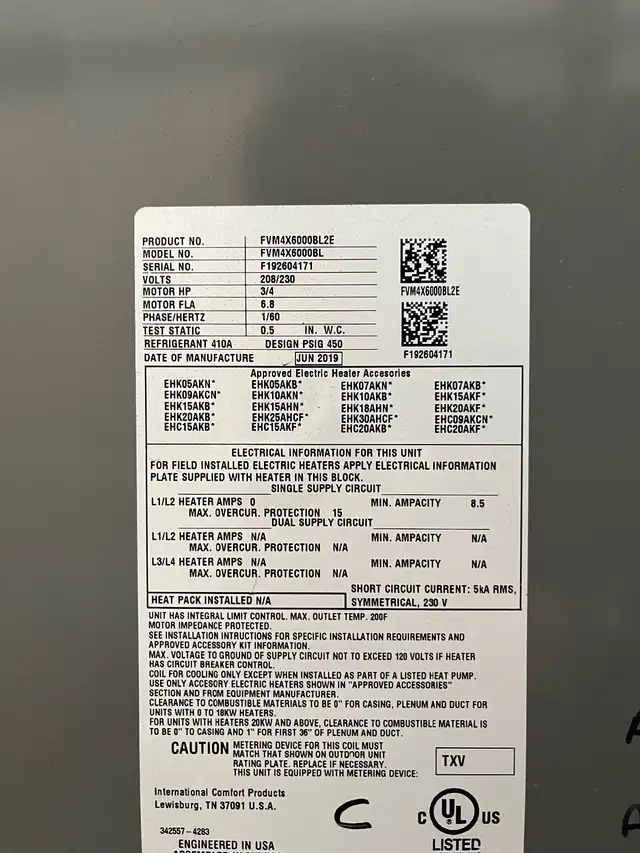 PRODUCT NO. FVM4X6000BL2E
MODEL NO. FVM4X6000BL
SERIAL NO. F192604171
VOLTS 208/230
MOTOR HP 3/4
MOTOR FLA 6.8
PHASE/HERTZ 1/60
TEST STATIC 0.5 IN. W.C.
REFRIGERANT 410A DESIGN PSIG 450
DATE OF MANUFACTURE JUN 2019
FVM4X6000BL2E
F192604171
Approved Electric Heater Accesories
EHK05AKN* EHK05AKB* EHK07AKN* EHK07AKB*
EHK09AKCN* EHK10AKN* EHK10AKB* EHK15AKF*
EHK15AKB* EHK15AHN* EHK18AHN* EHK20AKF*
EHK20AKB* EHK25AHCF* EHK30AHCF* EHC09AKCN*
EHC15AKB* EHC15AKF* EHC20AKB* EHC20AKF*
ELECTRICAL INFORMATION FOR THIS UNIT
FOR FIELD INSTALLED ELECTRIC HEATERS APPLY ELECTRICAL INFORMATION
PLATE SUPPLIED WITH HEATER IN THIS BLOCK.
SINGLE SUPPLY CIRCUIT
L1/L2 HEATER AMPS 0 MIN. AMPACITY 8.5
MAX. OVERCUR. PROTECTION 15
DUAL SUPPLY CIRCUIT
L1/L2 HEATER AMPS N/A MIN. AMPACITY N/A
MAX. OVERCUR. PROTECTION N/A
L3/L4 HEATER AMPS N/A MIN. AMPACITY N/A
MAX. OVERCUR. PROTECTION N/A
SHORT CIRCUIT CURRENT: 5kA RMS,
HEAT PACK INSTALLED N/A SYMMETRICAL, 230 V
UNIT HAS INTEGRAL LIMIT CONTROL. MAX. OUTLET TEMP. 200F
MOTOR IMPEDANCE PROTECTED.
SEE INSTALLATION INTRUCTIONS FOR SPECIFIC INSTALLATION REQUIREMENTS AND
APPROVED ACCESSORY KIT INFORMATION.
MAX. VOLTAGE TO GROUND OF SUPPLY CIRCUIT NOT TO EXCEED 120 VOLTS IF HEATER
HAS CIRCUIT BREAKER CONTROL.
COIL FOR COOLING ONLY EXCEPT WHEN INSTALLED AS PART OF A LISTED HEAT PUMP.
USE ONLY ACCESORY ELECTRIC HEATERS SHOWN IN "APPROVED ACCESSORIES"
SECTION AND FROM EQUIPMENT MANUFACTURER.
CLEARANCE TO COMBUSTIBLE MATERIALS TO BE 0" FOR CASING, PLENUM AND DUCT FOR
UNITS WITH 0 TO 18KW HEATERS.
FOR UNITS WITH HEATERS 20KW AND ABOVE, CLEARANCE TO COMBUSTIBLE MATERIAL IS
TO BE 0" TO CASING AND 1" FOR FIRST 36" OF PLENUM AND DUCT.
CAUTION METERING DEVICE FOR THIS COIL MUST
MATCH THAT SHOWN ON OUTDOOR UNIT
RATING PLATE. REPLACE IF NECESSARY.
THIS UNIT IS EQUIPPED WITH METERING DEVICE: TXV
International Comfort Products
Lewisburg, TN 37091 U.S.A.
C
C UL US
LISTED
342557-4283
ENGINEERED IN USA